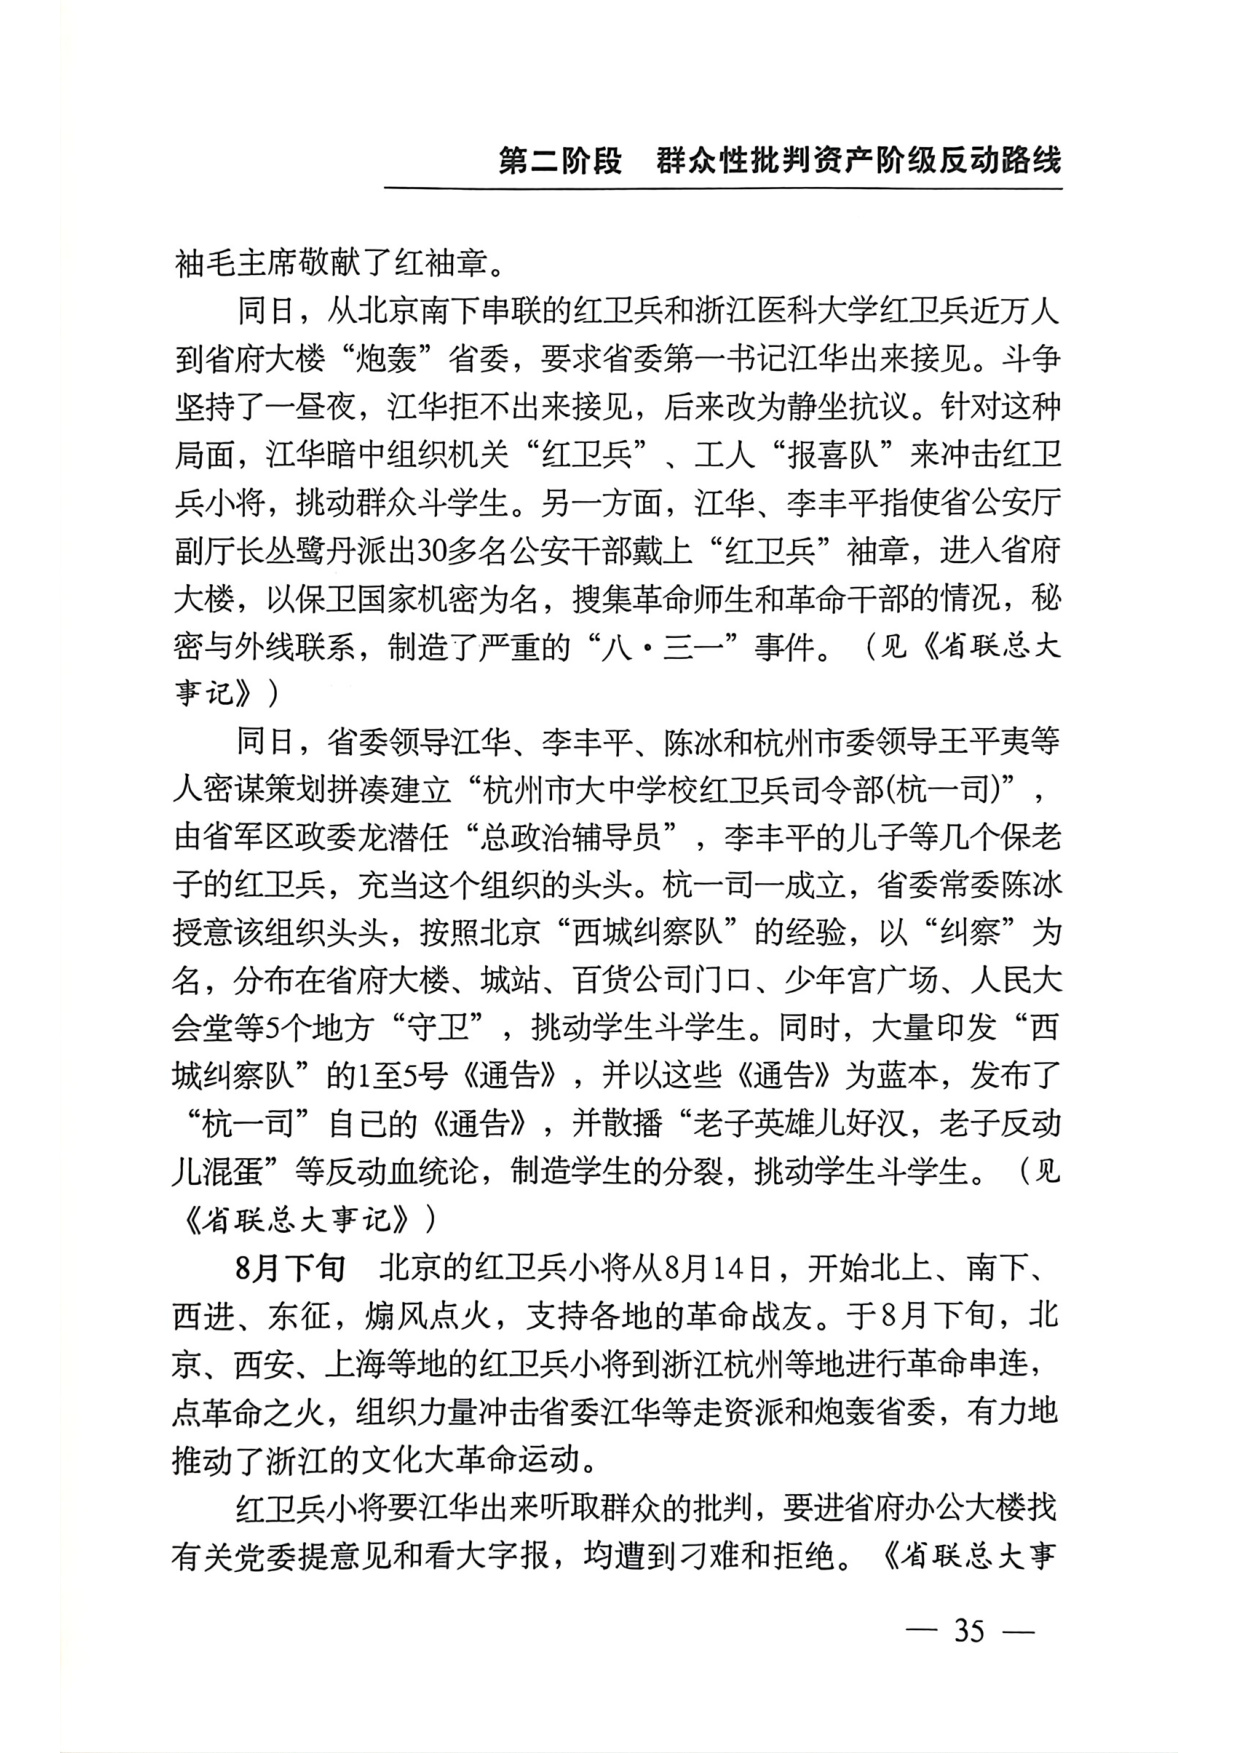 第二阶段　群众性批判资产阶级反动路线
袖毛主席敬献了红袖章。
同日，从北京南下串联的红卫兵和浙江医科大学红卫兵近万人
到省府大楼“炮轰”省委，要求省委第一书记江华出来接见。斗争
坚持了一昼夜，江华拒不出来接见，后来改为静坐抗议。针对这种
局面，江华暗中组织机关“红卫兵”、工人“报喜队”来冲击红卫
兵小将，挑动群众斗学生。另一方面，江华、李丰平指使省公安厅
副厅长丛鹭丹派出30多名公安干部戴上“红卫兵”袖章，进入省府
大楼，以保卫国家机密为名，搜集革命师生和革命干部的情况，秘
密与外线联系，制造了严重的“八·三一”事件。（见《省联总大
事记》）
同日，省委领导江华、李丰平、陈冰和杭州市委领导王平夷等
人密谋策划拼凑建立“杭州市大中学校红卫兵司令部(杭一司)”，
由省军区政委龙潜任“总政治辅导员”，李丰平的儿子等几个保老
子的红卫兵，充当这个组织的头头。杭一司一成立，省委常委陈冰
授意该组织头头，按照北京“西城纠察队”的经验，以“纠察”为
名，分布在省府大楼、城站、百货公司门口、少年宫广场、人民大
会堂等5个地方“守卫”，挑动学生斗学生。同时，大量印发“西
城纠察队”的1至5号《通告》，并以这些《通告》为蓝本，发布了
“杭一司”自己的《通告》，并散播“老子英雄儿好汉，老子反动
儿混蛋”等反动血统论，制造学生的分裂，挑动学生斗学生。（见
《省联总大事记》）
8月下旬　北京的红卫兵小将从8月14日，开始北上、南下、
西进、东征，煽风点火，支持各地的革命战友。于8月下旬，北
京、西安、上海等地的红卫兵小将到浙江杭州等地进行革命串连，
点革命之火，组织力量冲击省委江华等走资派和炮轰省委，有力地
推动了浙江的文化大革命运动。
红卫兵小将要江华出来听取群众的批判，要进省府办公大楼找
有关党委提意见和看大字报，均遭到刁难和拒绝。《省联总大事
— 35 —